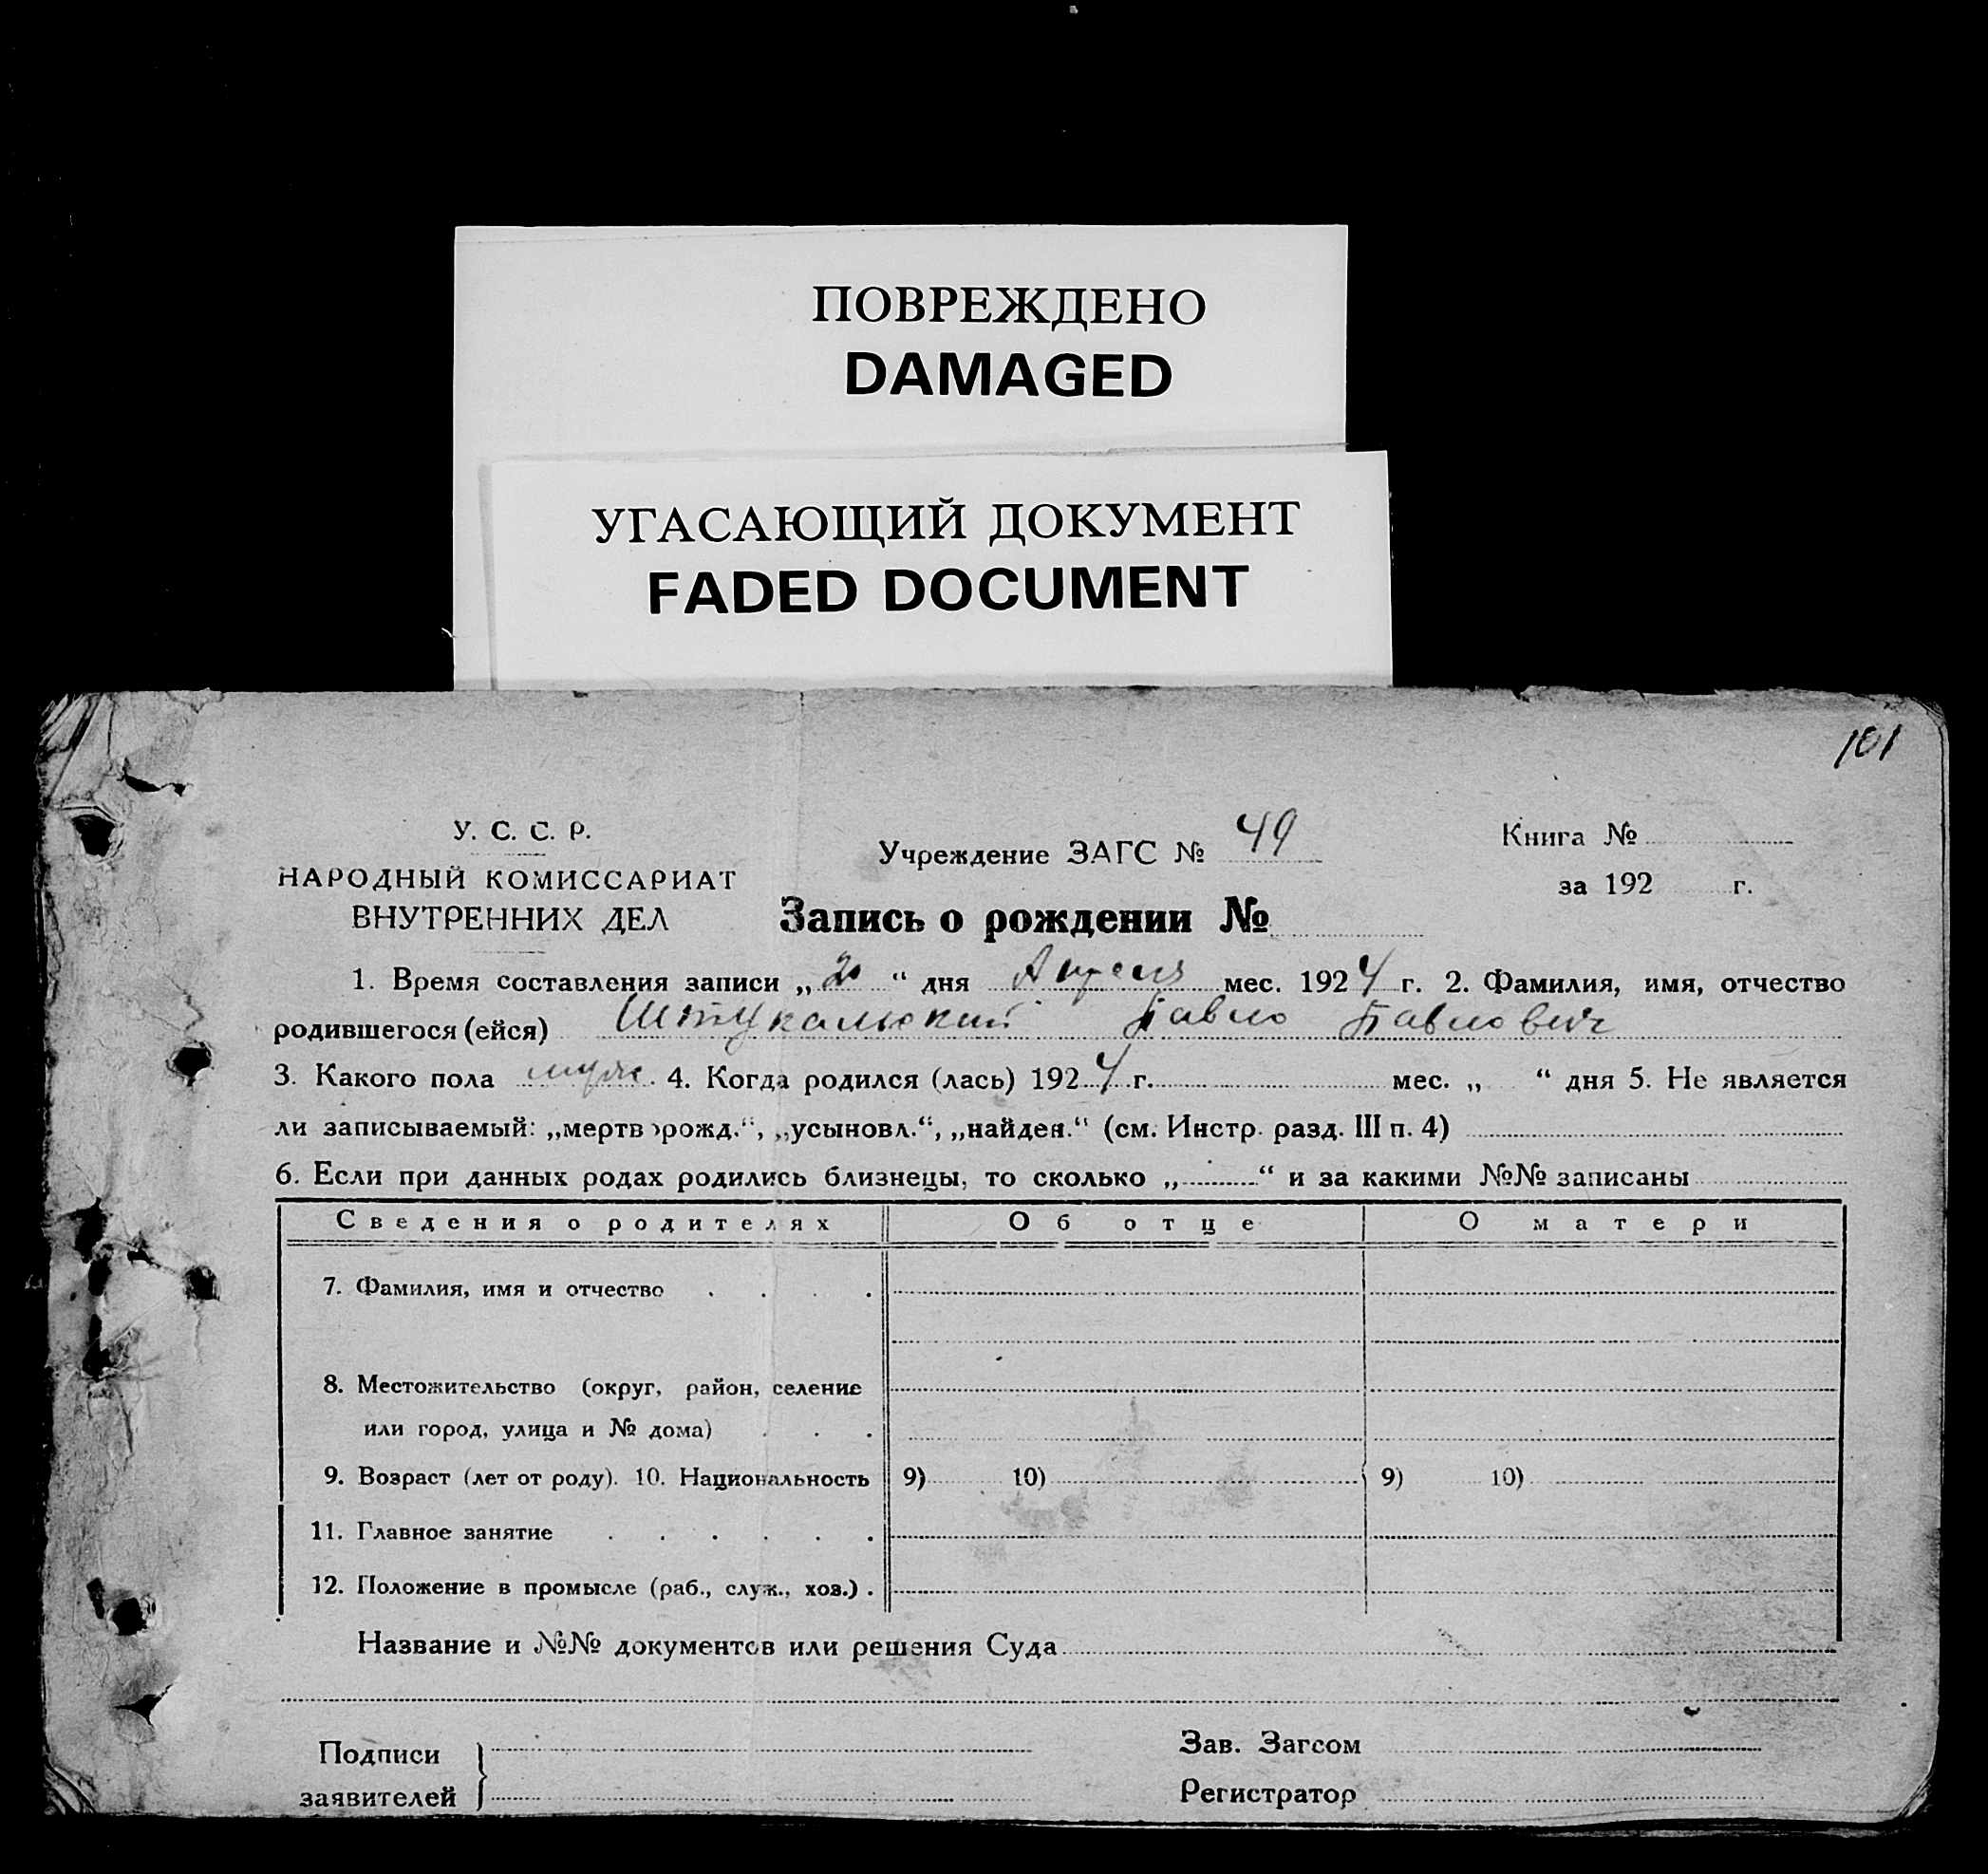 ПОВРЕЖДЕНО
DAMAGED
УГАСАЮЩИЙ ДОКУМЕНТ
FADED DOCUMENT
101
У. С. С. Р.
НАРОДНЫЙ КОМИССАРИАТ
ВНУТРЕННИХ ДЕЛ
Учреждение ЗАГС № 49
Книга №
за 192 г.
Запись о рождении №
1. Время составления записи „ “ дня Апреля мес. 1924 г. 2. Фамилия, имя, отчество
родившегося (ейся) Павло Павлович
3. Какого пола муж. 4. Когда родился (лась) 1924 г. мес. „ “ дня 5. Не является
ли записываемый: „мертворожд.“, „усыновл.“, „найден.“ (см. Инстр. разд. III п. 4)
6. Если при данных родах родились близнецы, то сколько „ “ и за какими №№ записаны
Сведения о родителях Об отце О матери
7. Фамилия, имя и отчество
8. Местожительство (округ, район, селение
или город, улица и № дома)
9. Возраст (лет от роду). 10. Национальность 9) 10) 9) 10)
11. Главное занятие
12. Положение в промысле (раб., служ., хоз.)
Название и №№ документов или решения Суда
Подписи
заявителей
Зав. Загсом
Регистратор